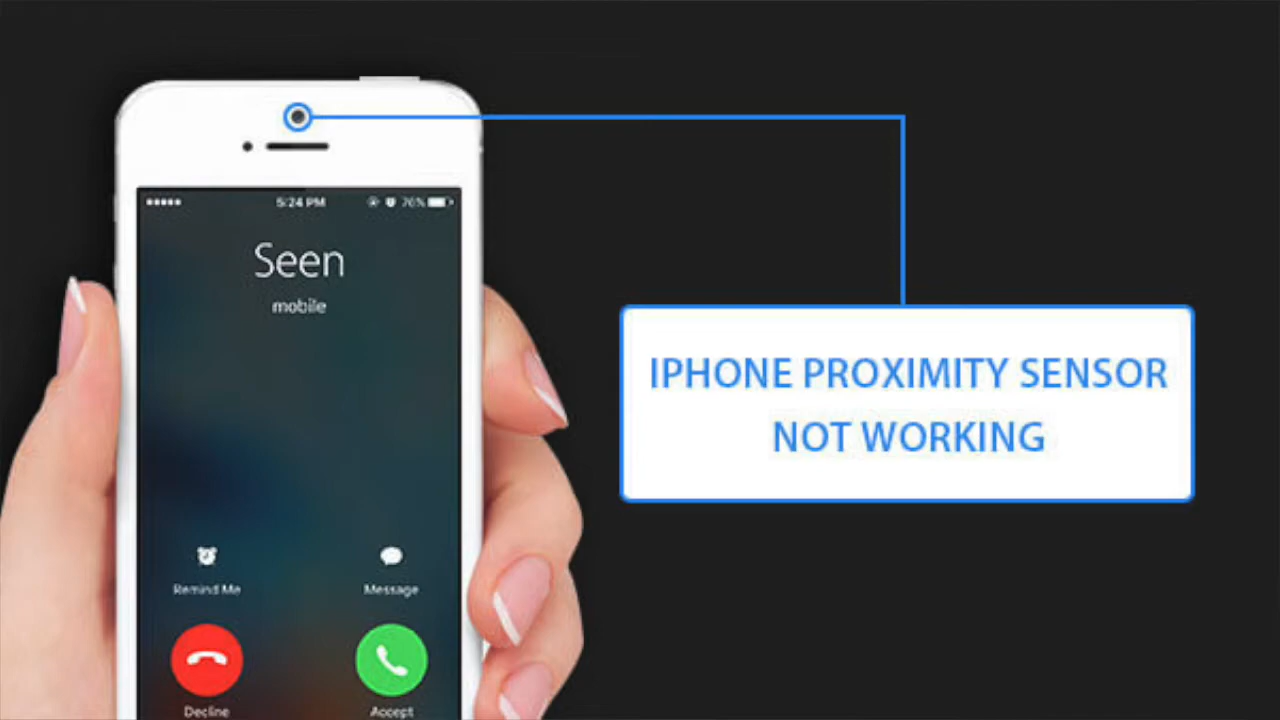 5:24 PM 76%
Seen
mobile
IPHONE PROXIMITY SENSOR
NOT WORKING
Remind Me Message
Decline Accept